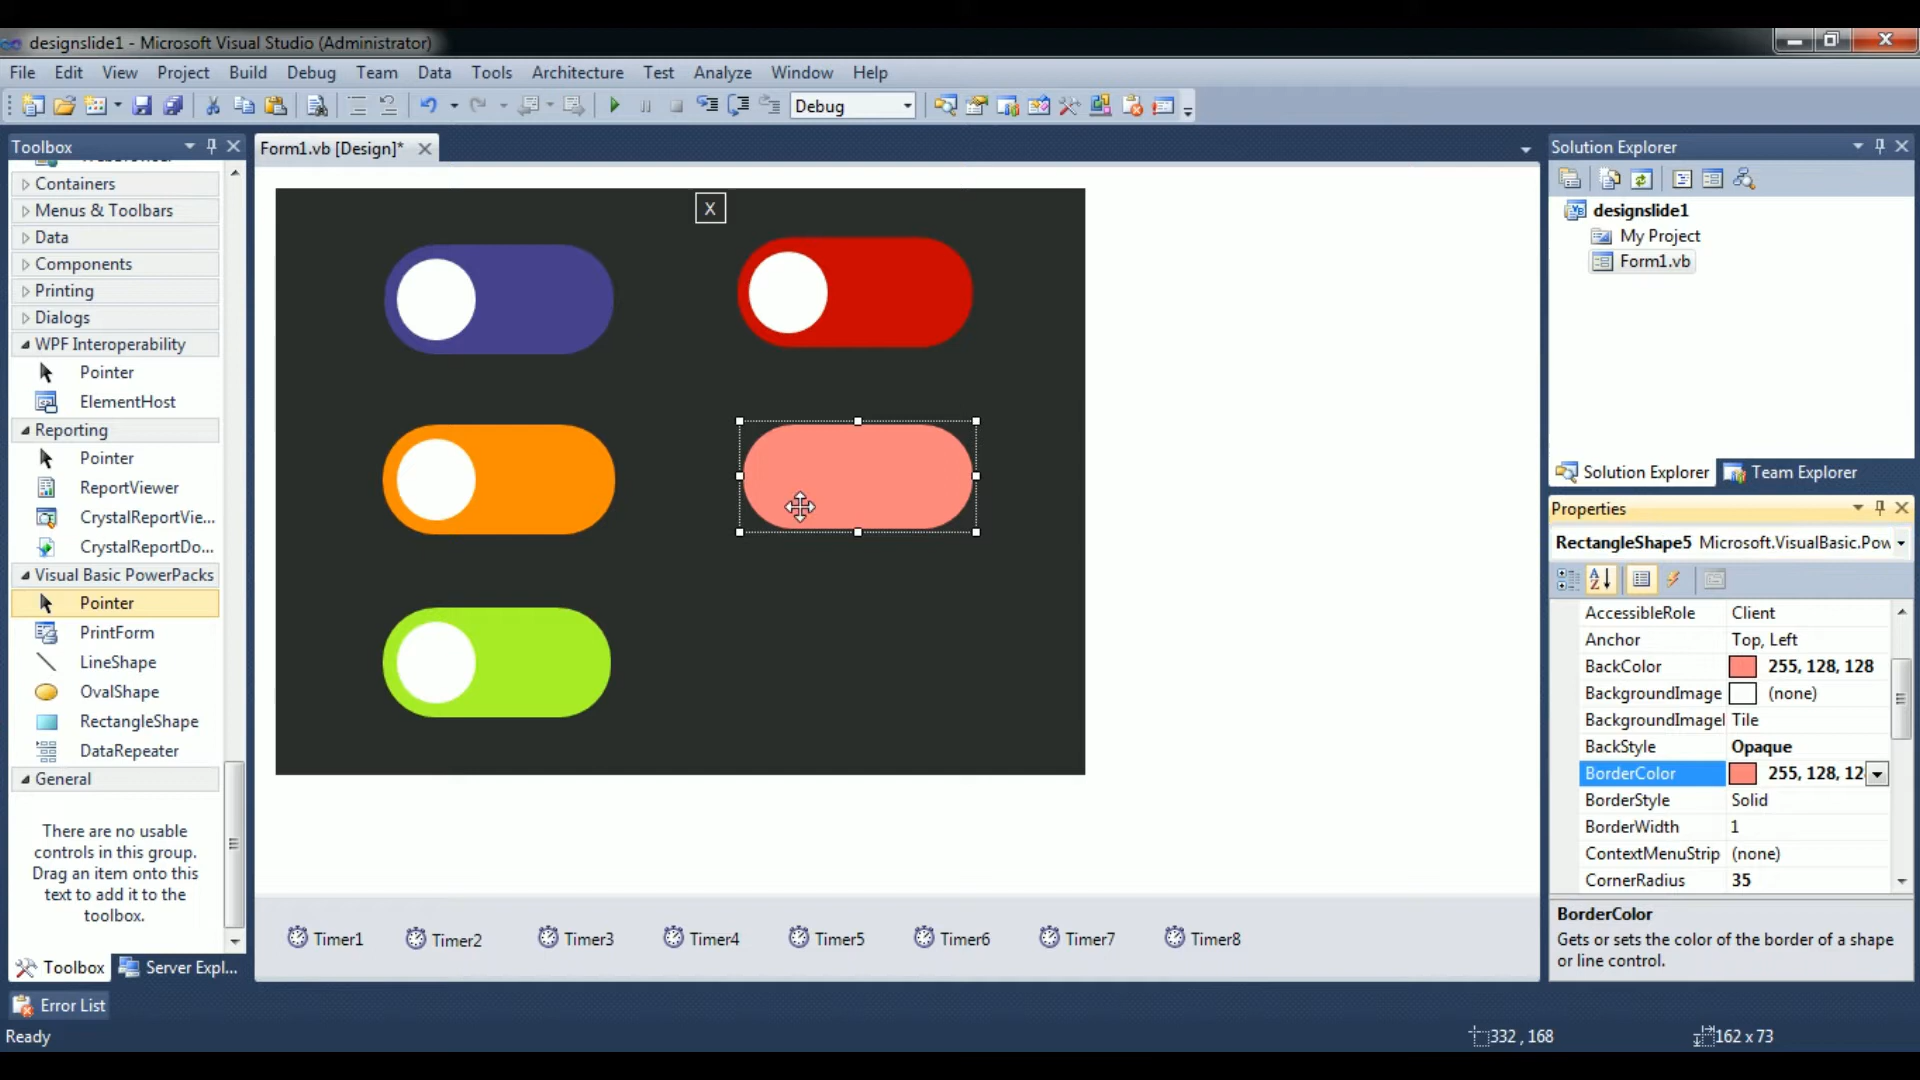 designslide1 - Microsoft Visual Studio (Administrator)
File Edit View Project Build Debug Team Data Tools Architecture Test Analyze Window Help
Debug
Toolbox
Containers
Menus & Toolbars
Data
Components
Printing
Dialogs
WPF Interoperability
Pointer
ElementHost
Reporting
Pointer
ReportViewer
CrystalReportVie...
CrystalReportDo...
Visual Basic PowerPacks
Pointer
PrintForm
LineShape
OvalShape
RectangleShape
DataRepeater
General
There are no usable
controls in this group.
Drag an item onto this
text to add it to the
toolbox.
Toolbox Server Expl...
Form1.vb [Design]*
X
Timer1 Timer2 Timer3 Timer4 Timer5 Timer6 Timer7 Timer8
Solution Explorer
designslide1
My Project
Form1.vb
Solution Explorer Team Explorer
Properties
RectangleShape5 Microsoft.VisualBasic.Pow
AccessibleRole Client
Anchor Top, Left
BackColor 255, 128, 128
BackgroundImage (none)
BackgroundImageI Tile
BackStyle Opaque
BorderColor 255, 128, 12
BorderStyle Solid
BorderWidth 1
ContextMenuStrip (none)
CornerRadius 35
BorderColor
Gets or sets the color of the border of a shape
or line control.
Error List
Ready 332 , 168 162 x 73